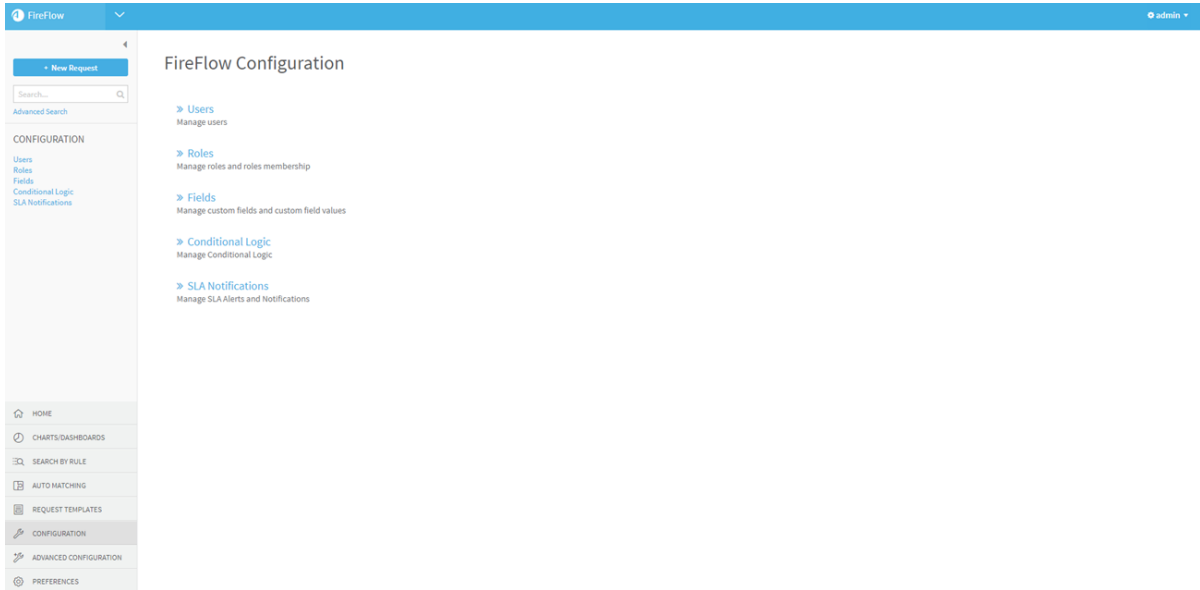 FireFlow
admin
+ New Request
Search...
Advanced Search
CONFIGURATION
Users
Roles
Fields
Conditional Logic
SLA Notifications
HOME
CHARTS/DASHBOARDS
SEARCH BY RULE
AUTO MATCHING
REQUEST TEMPLATES
CONFIGURATION
ADVANCED CONFIGURATION
PREFERENCES
FireFlow Configuration
» Users
Manage users
» Roles
Manage roles and roles membership
» Fields
Manage custom fields and custom field values
» Conditional Logic
Manage Conditional Logic
» SLA Notifications
Manage SLA Alerts and Notifications